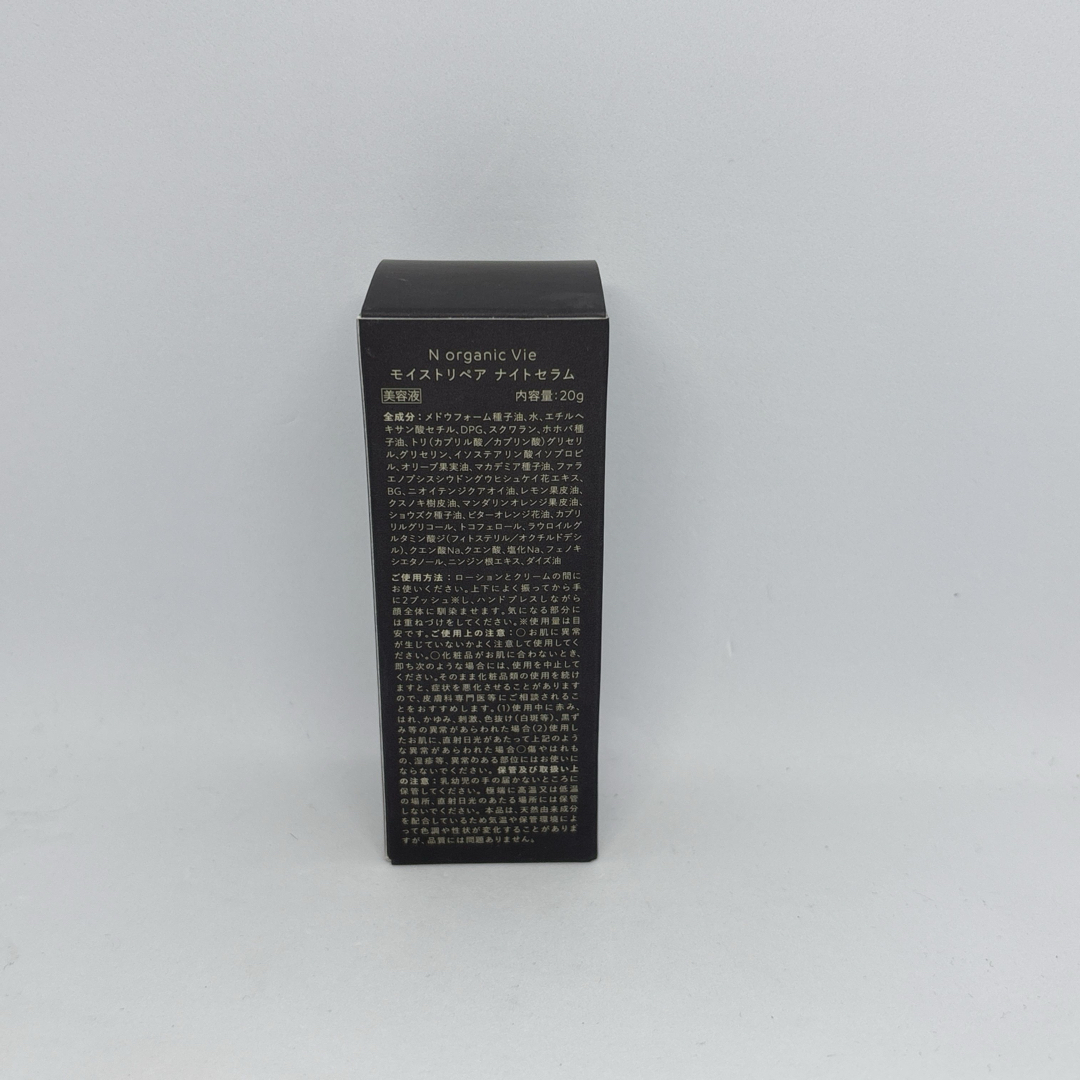 N organic Vie
モイストリペア ナイトセラム
美容液 内容量:20g
全成分:メドウフォーム種子油、水、エチルヘ
キサン酸セチル、DPG、スクワラン、ホホバ種
子油、トリ(カプリル酸/カプリン酸)グリセリ
ル、グリセリン、イソステアリン酸イソプロピ
ル、オリーブ果実油、マカデミア種子油、ファラ
エノプシスシウドングウヒシュケイ花エキス、
BG、ニオイテンジクアオイ油、レモン果皮油、
クスノキ樹皮油、マンダリンオレンジ果皮油、
ショウズク種子油、ビターオレンジ花油、カプリ
リルグリコール、トコフェロール、ラウロイルグ
ルタミン酸ジ(フィトステリル/オクチルドデシ
ル)、クエン酸Na、クエン酸、塩化Na、フェノキ
シエタノール、ニンジン根エキス、ダイズ油
ご使用方法:ローションとクリームの間に
お使いください。上下によく振ってから手
に2プッシュ※し、ハンドプレスしながら
顔全体に馴染ませます。気になる部分に
は重ねづけをしてください。※使用量は目
安です。ご使用上の注意:○お肌に異常
が生じていないかよく注意して使用してく
ださい。○化粧品がお肌に合わないとき、
即ち次のような場合には、使用を中止して
ください。そのまま化粧品類の使用を続け
ますと、症状を悪化させることがあります
ので、皮膚科専門医等にご相談されるこ
とをおすすめします。(1)使用中に赤み、
はれ、かゆみ、刺激、色抜け(白斑等)、黒ず
み等の異常があらわれた場合(2)使用し
たお肌に、直射日光があたって上記のよう
な異常があらわれた場合○傷やはれも
の、湿疹等、異常のある部位にはお使いに
ならないでください。保管及び取扱い上
の注意:乳幼児の手の届かないところに
保管してください。極端に高温又は低温
の場所、直射日光のあたる場所には保管
しないでください。本品は、天然由来成分
を配合しているため気温や保管環境によ
って色調や性状が変化することがありま
すが、品質には問題ありません。